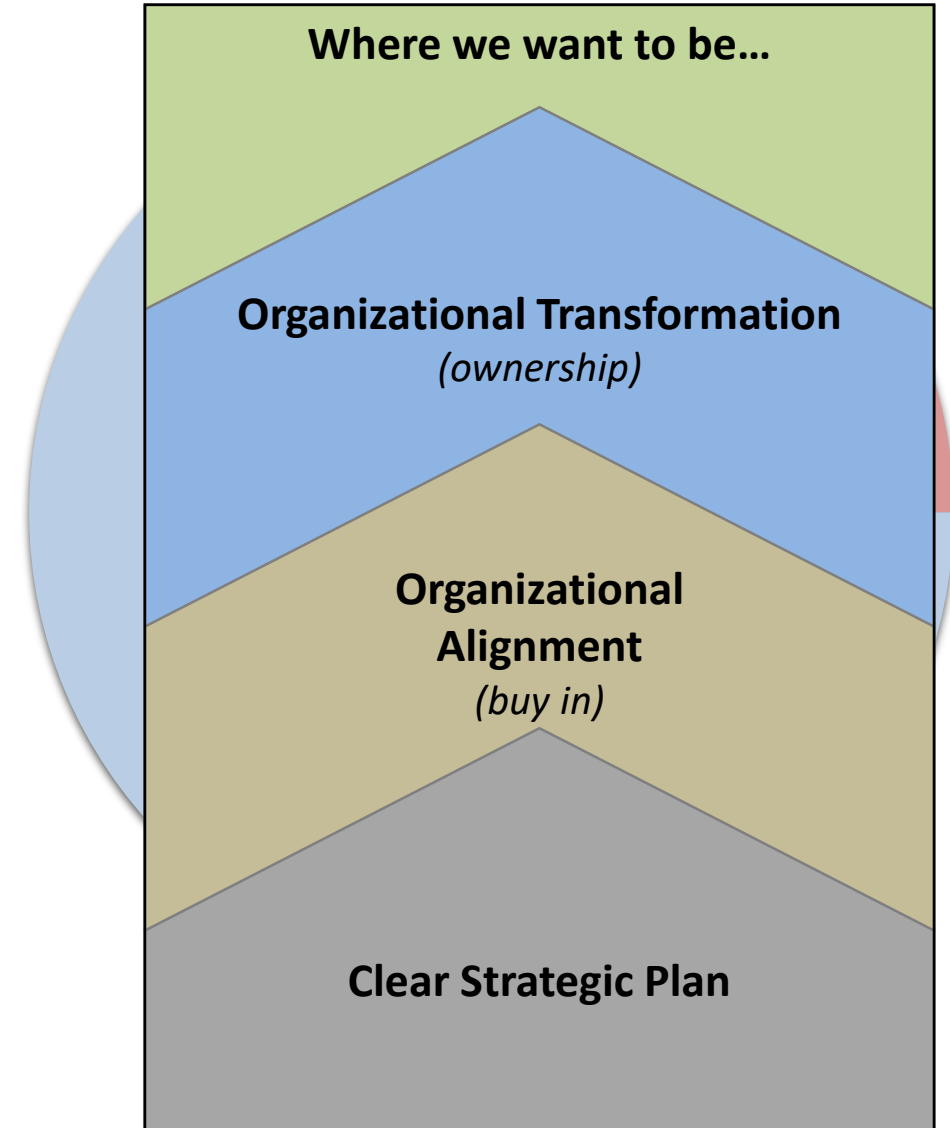 Where we want to be…
Organizational Transformation
(ownership)
Organizational
Alignment
(buy in)
Clear Strategic Plan